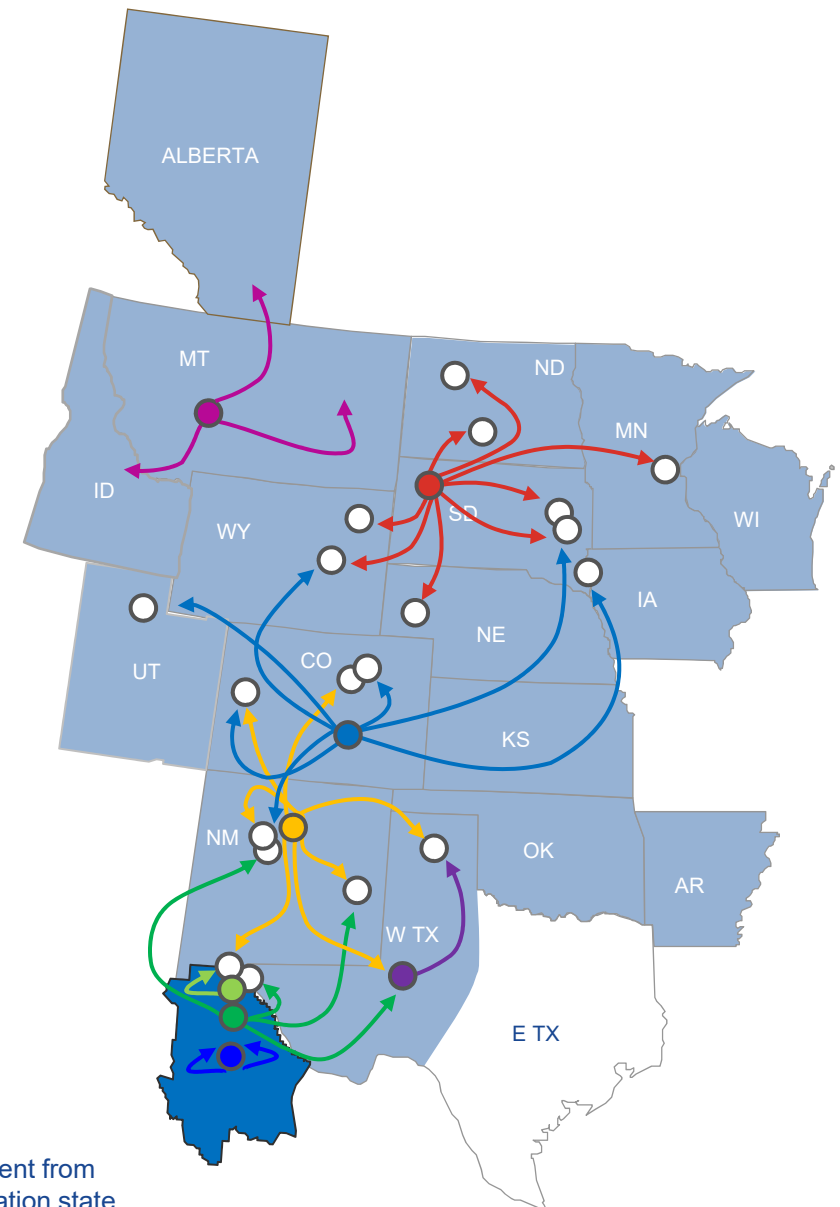 ALBERTA
MT
ND
MN
ID
SD
WI
WY
IA
NE
CO
UT
KS
NM
OK
AR
W TX
E TX
ent from
ation state